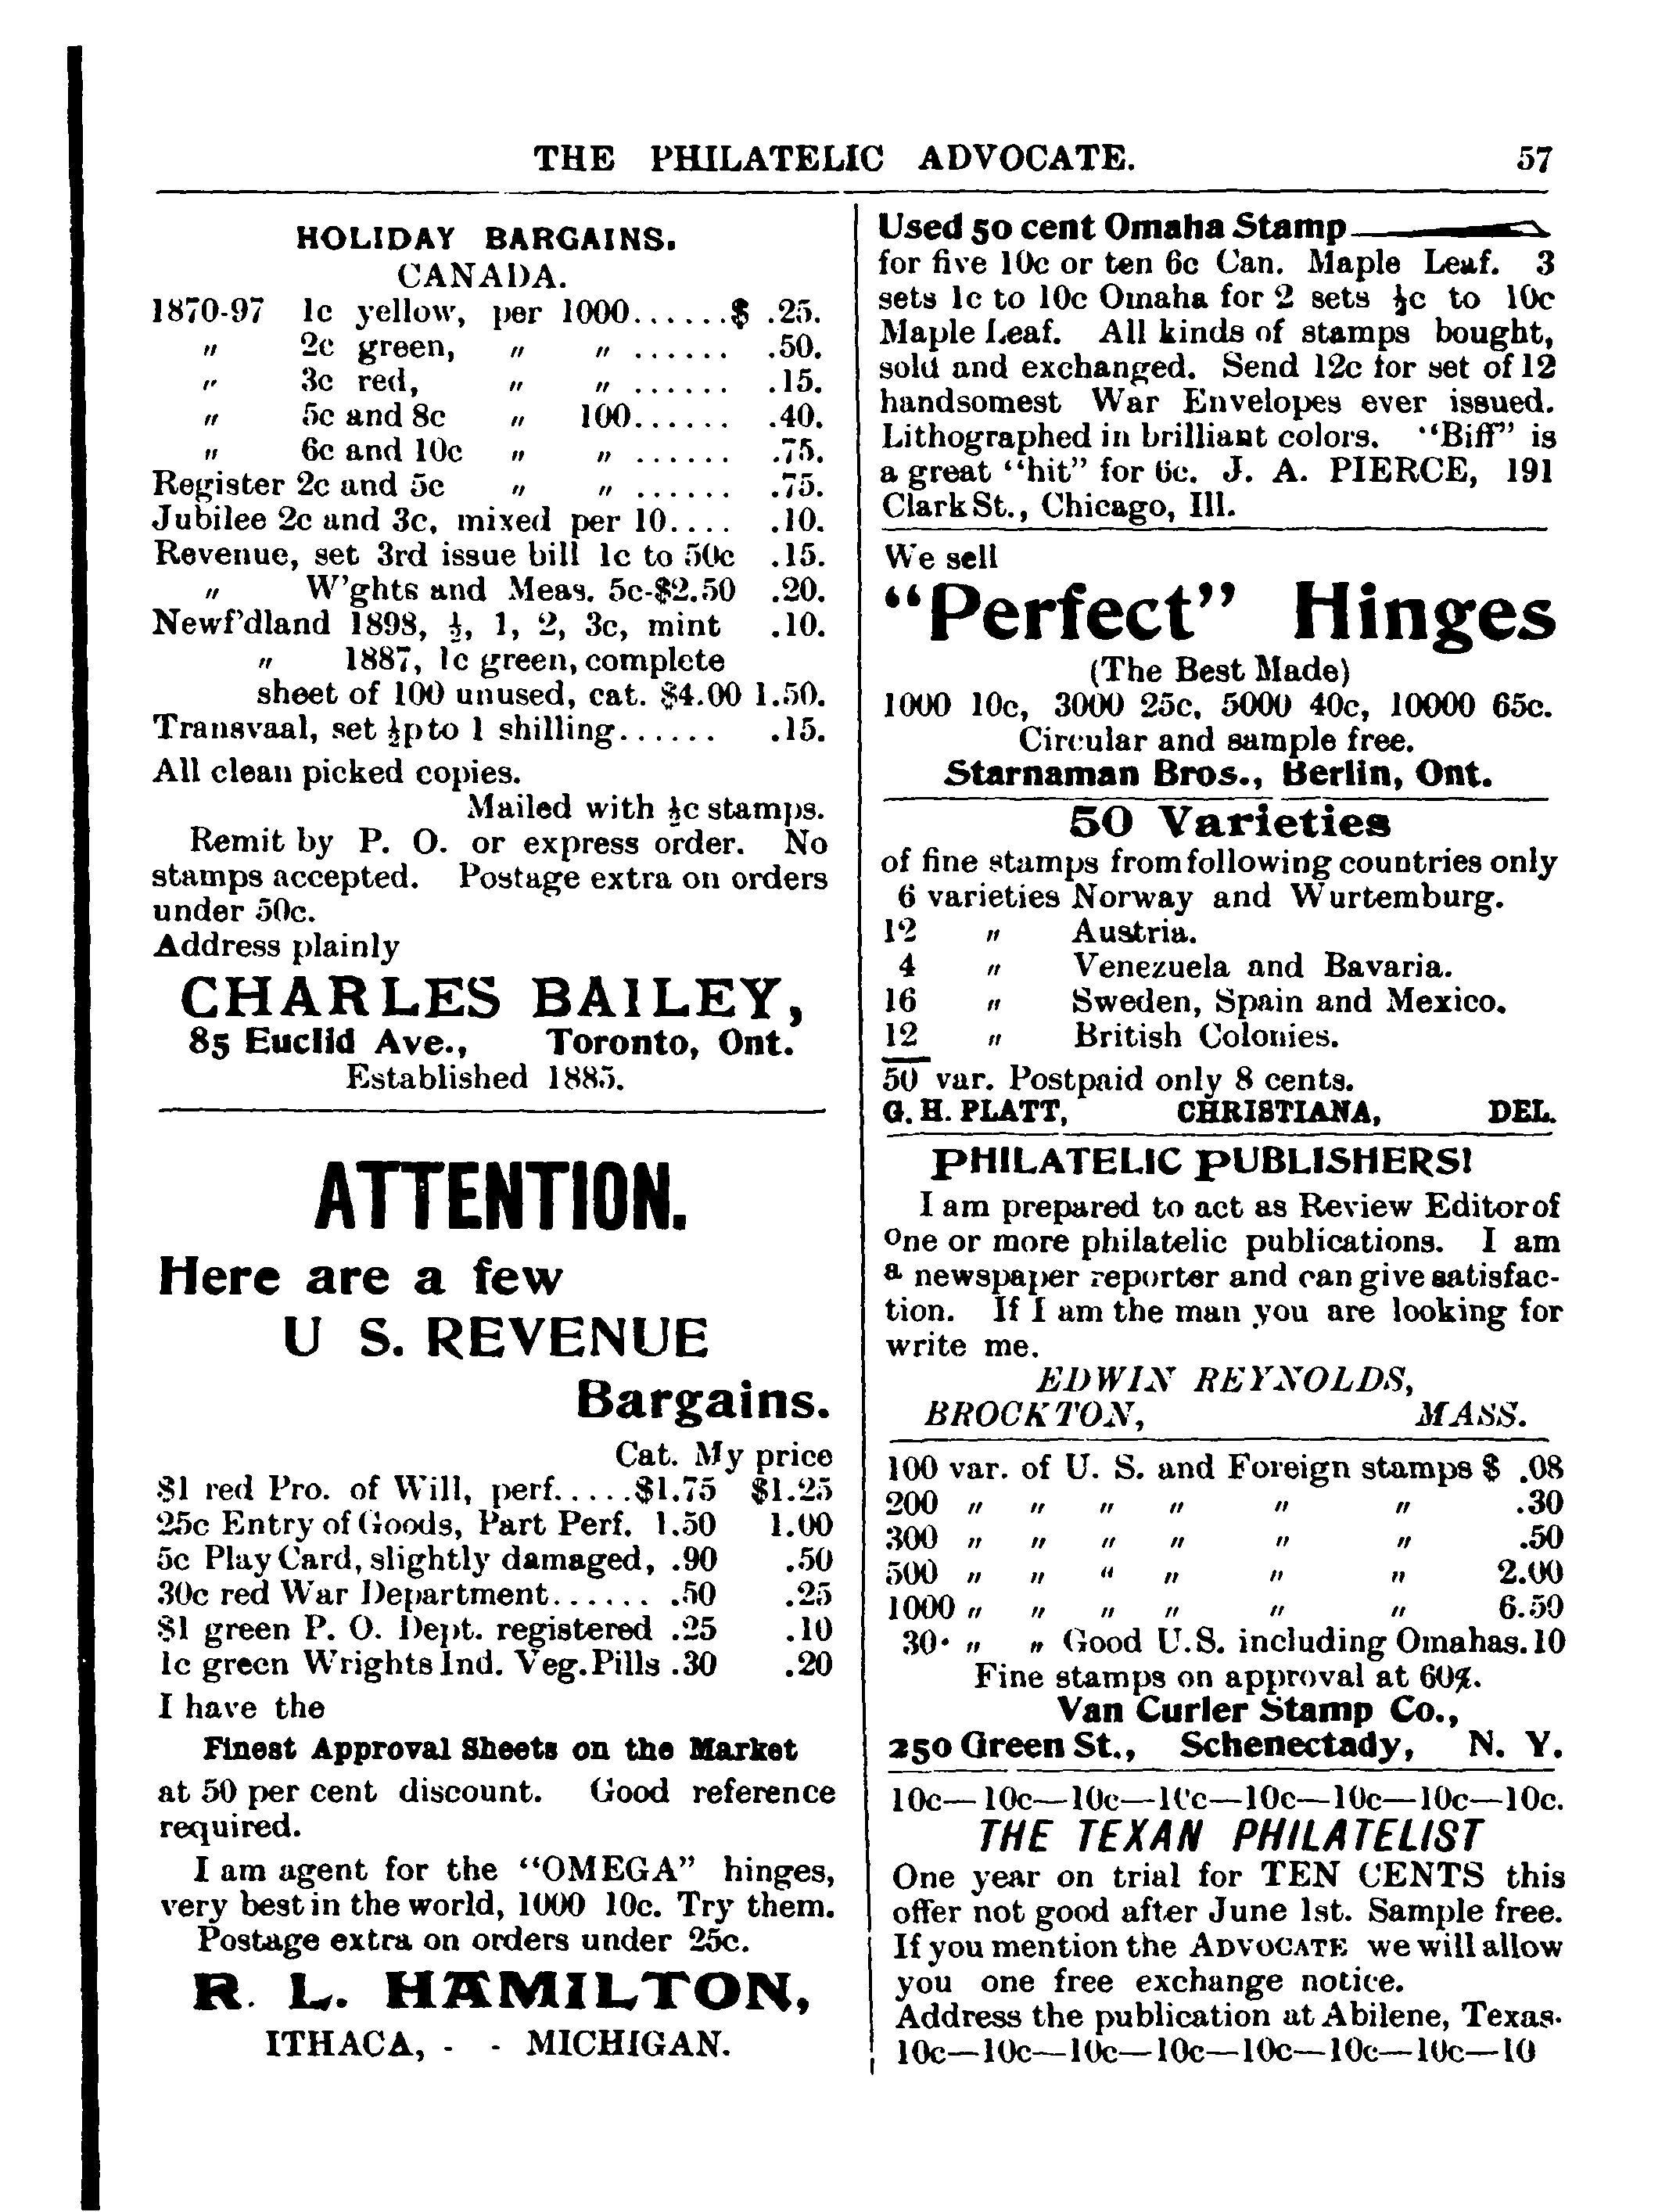 THE PHILATELIC ADVOCATE. 57
HOLIDAY BARGAINS.
CANADA.
1870-97 1c yellow, per 1000......$ .25.
" 2c green, " " ...... .50.
" 3c red, " " ...... .15.
" 5c and 8c " 100...... .40.
" 6c and 10c " " ...... .75.
Register 2c and 5c " " ...... .75.
Jubilee 2c and 3c, mixed per 10.... .10.
Revenue, set 3rd issue bill 1c to 50c .15.
" W'ghts and Meas. 5c-$2.50 .20.
Newf'dland 1898, ½, 1, 2, 3c, mint .10.
" 1887, 1c green, complete
sheet of 100 unused, cat. $4.00 1.50.
Transvaal, set ½p to 1 shilling...... .15.
All clean picked copies.
Mailed with ½c stamps.
Remit by P. O. or express order. No
stamps accepted. Postage extra on orders
under 50c.
Address plainly
CHARLES BAILEY,
85 Euclid Ave., Toronto, Ont.
Established 1885.
ATTENTION.
Here are a few
U S. REVENUE
Bargains.
Cat. My price
$1 red Pro. of Will, perf.....$1.75 $1.25
25c Entry of Goods, Part Perf. 1.50 1.00
5c Play Card, slightly damaged, .90 .50
30c red War Department...... .50 .25
$1 green P. O. Dept. registered .25 .10
1c green Wrights Ind. Veg. Pills .30 .20
I have the
Finest Approval Sheets on the Market
at 50 per cent discount. Good reference
required.
I am agent for the "OMEGA" hinges,
very best in the world, 1000 10c. Try them.
Postage extra on orders under 25c.
R. L. HAMILTON,
ITHACA, - - MICHIGAN.
Used 50 cent Omaha Stamp
for five 10c or ten 6c Can. Maple Leaf. 3
sets 1c to 10c Omaha for 2 sets ½c to 10c
Maple Leaf. All kinds of stamps bought,
sold and exchanged. Send 12c for set of 12
handsomest War Envelopes ever issued.
Lithographed in brilliant colors. "Biff" is
a great "hit" for 6c. J. A. PIERCE, 191
Clark St., Chicago, Ill.
We sell
"Perfect" Hinges
(The Best Made)
1000 10c, 3000 25c, 5000 40c, 10000 65c.
Circular and sample free.
Starnaman Bros., Berlin, Ont.
50 Varieties
of fine stamps from following countries only
6 varieties Norway and Wurtemburg.
12 " Austria.
4 " Venezuela and Bavaria.
16 " Sweden, Spain and Mexico.
12 " British Colonies.
50 var. Postpaid only 8 cents.
G. H. PLATT, CHRISTIANA, DEL.
PHILATELIC PUBLISHERS!
I am prepared to act as Review Editor of
one or more philatelic publications. I am
a newspaper reporter and can give satisfac-
tion. If I am the man you are looking for
write me.
EDWIN REYNOLDS,
BROCKTON, MASS.
100 var. of U. S. and Foreign stamps $ .08
200 " " " " " " .30
300 " " " " " " .50
500 " " " " " " 2.00
1000 " " " " " " 6.50
30 " " Good U.S. including Omahas .10
Fine stamps on approval at 60%.
Van Curler Stamp Co.,
250 Green St., Schenectady, N. Y.
10c—10c—10c—10c—10c—10c—10c—10c.
THE TEXAN PHILATELIST
One year on trial for TEN CENTS this
offer not good after June 1st. Sample free.
If you mention the ADVOCATE we will allow
you one free exchange notice.
Address the publication at Abilene, Texas.
10c—10c—10c—10c—10c—10c—10c—10